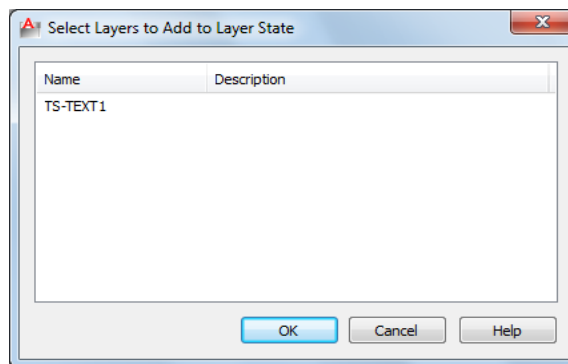 Select Layers to Add to Layer State
Name Description
TS-TEXT1
OK Cancel Help